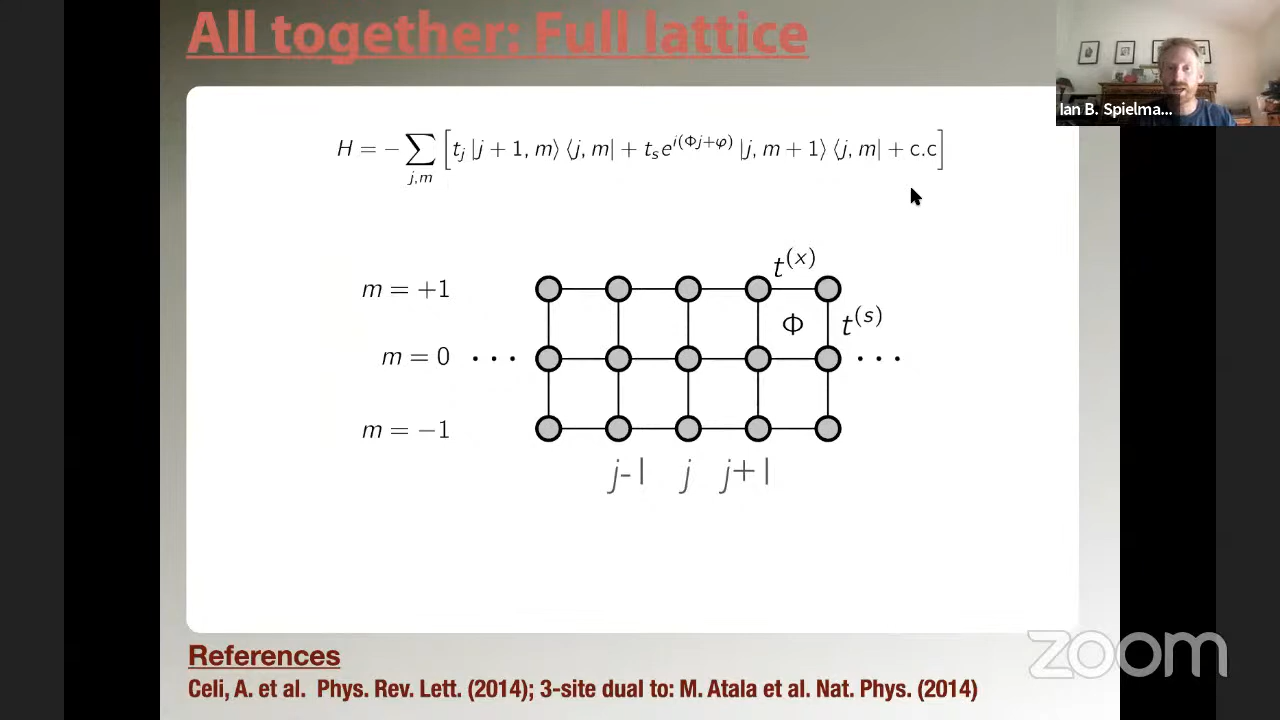 All together: Full lattice
Ian B. Spielma...
H = − ∑_{j,m} [ t_j |j + 1, m⟩ ⟨j, m| + t_s e^{i(Φj+φ)} |j, m + 1⟩ ⟨j, m| + c.c ]
t^{(x)}
m = +1
Φ t^{(s)}
m = 0 ••• •••
m = −1
j-1 j j+1
References
Celi, A. et al. Phys. Rev. Lett. (2014); 3-site dual to: M. Atala et al. Nat. Phys. (2014)
zoom